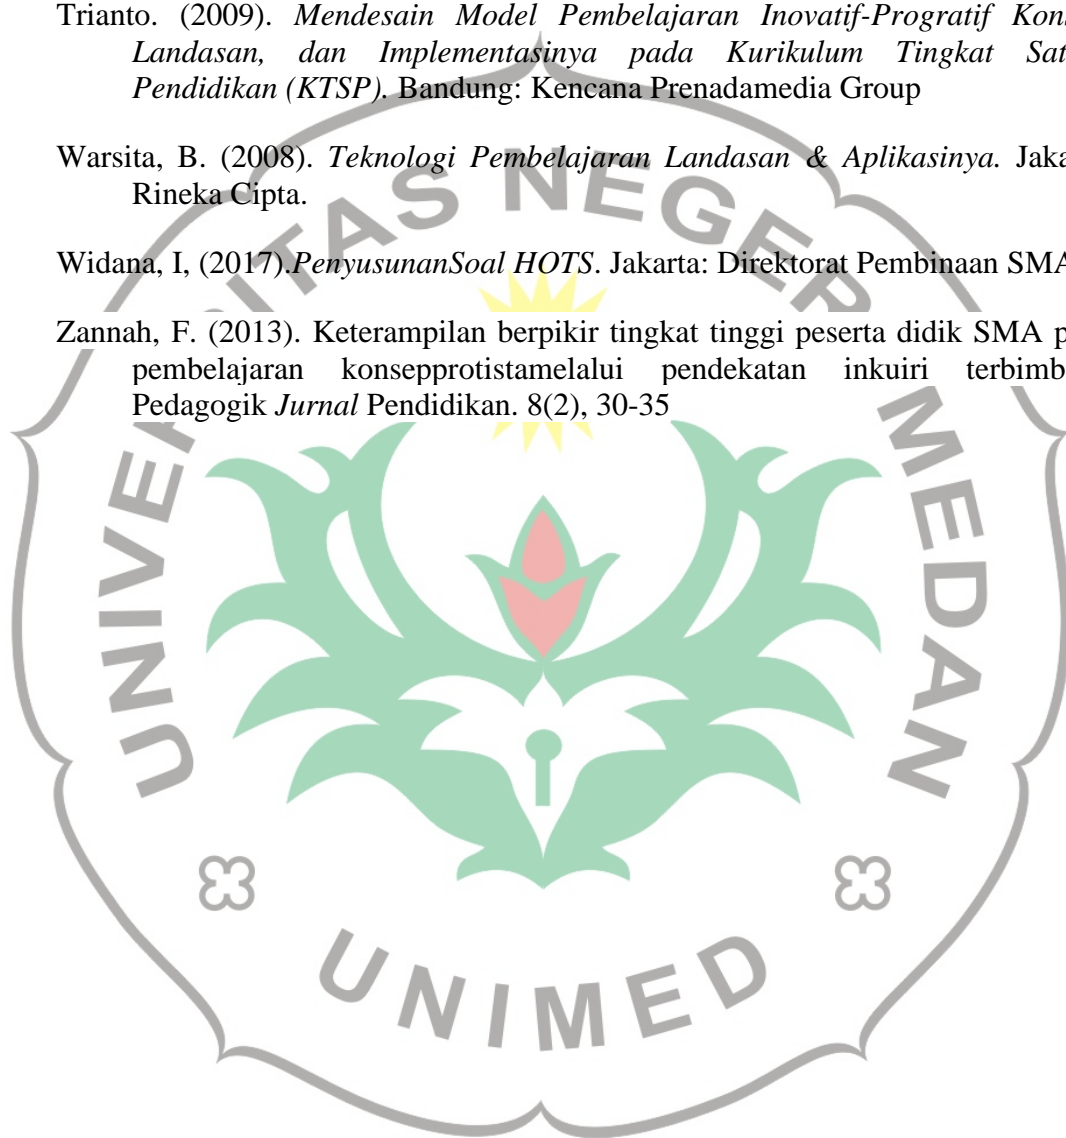 Trianto. (2009). Mendesain Model Pembelajaran Inovatif-Progratif Kon
Landasan, dan Implementasinya pada Kurikulum Tingkat Sat
Pendidikan (KTSP). Bandung: Kencana Prenadamedia Group
Warsita, B. (2008). Teknologi Pembelajaran Landasan & Aplikasinya. Jaka
Rineka Cipta.
Widana, I, (2017).PenyusunanSoal HOTS. Jakarta: Direktorat Pembinaan SMA
Zannah, F. (2013). Keterampilan berpikir tingkat tinggi peserta didik SMA p
pembelajaran konsepprotistamelalui pendekatan inkuiri terbimb
Pedagogik Jurnal Pendidikan. 8(2), 30-35
UNIVERSITAS NEGERI MEDAN
UNIMED